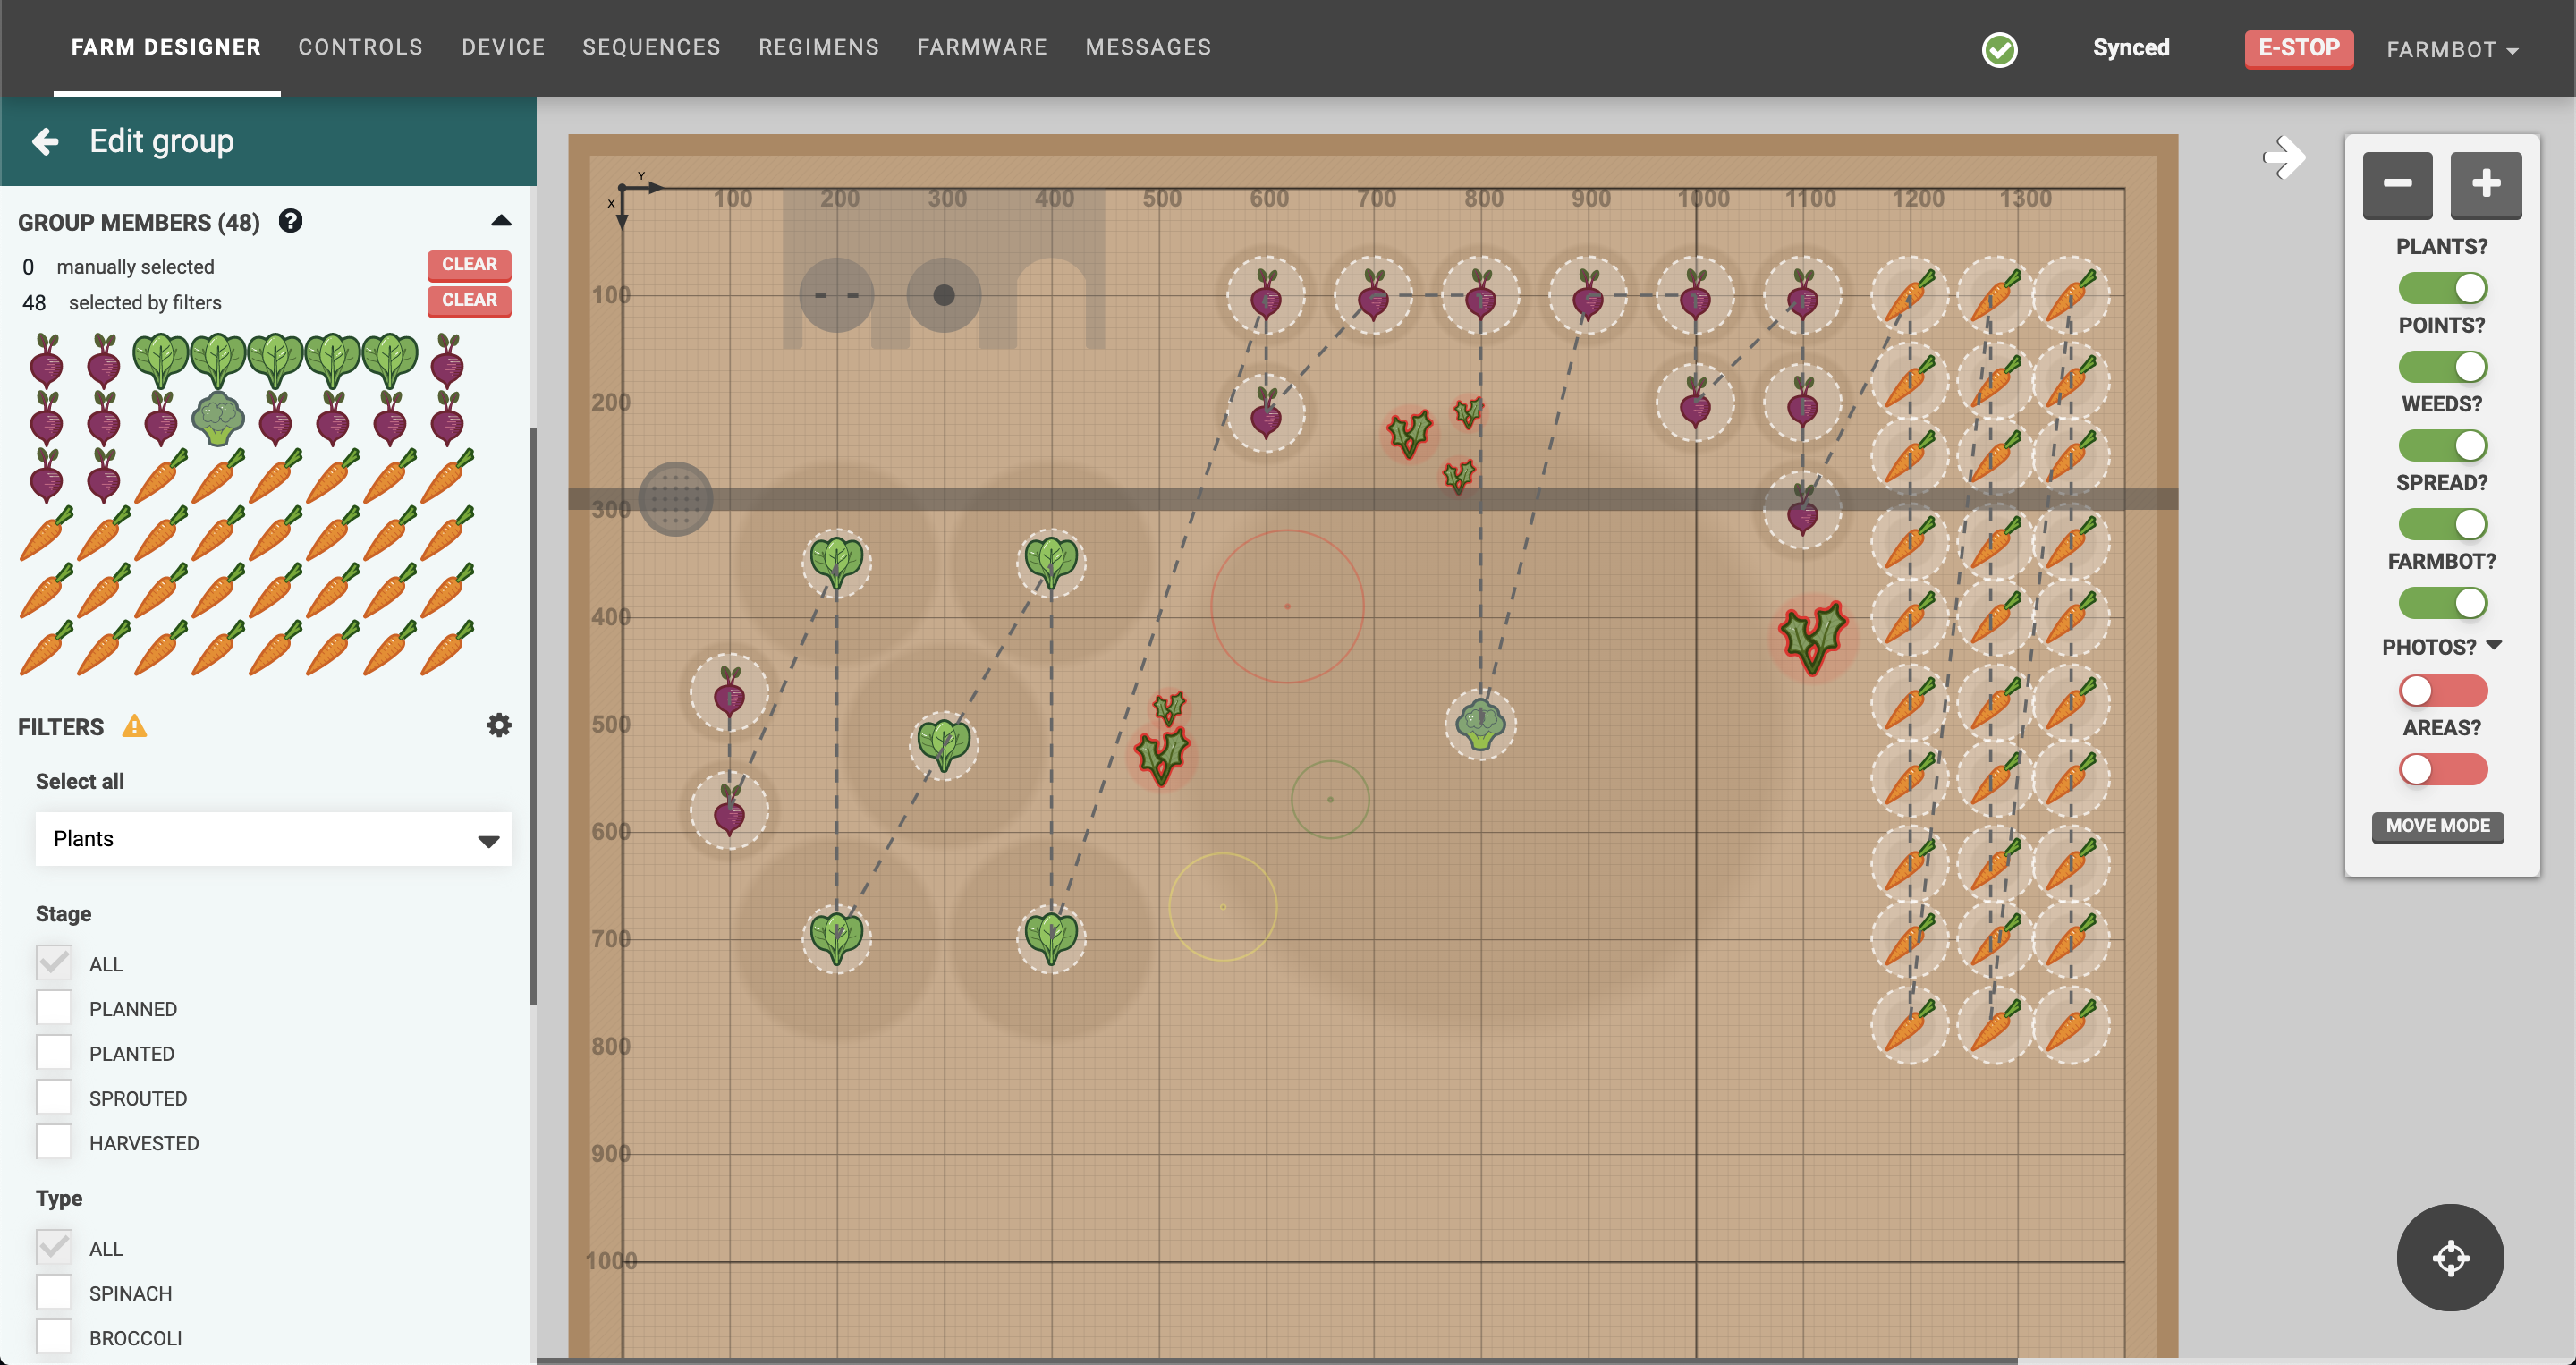 FARM DESIGNER CONTROLS DEVICE SEQUENCES REGIMENS FARMWARE MESSAGES Synced E-STOP FARMBOT
Edit group
GROUP MEMBERS (48) ?
0 manually selected CLEAR
48 selected by filters CLEAR
FILTERS
Select all
Plants
Stage
ALL
PLANNED
PLANTED
SPROUTED
HARVESTED
Type
ALL
SPINACH
BROCCOLI
Y
X
100 200 300 400 500 600 700 800 900 1000 1100 1200 1300
100
200
300
400
500
600
700
800
900
1000
PLANTS?
POINTS?
WEEDS?
SPREAD?
FARMBOT?
PHOTOS?
AREAS?
MOVE MODE